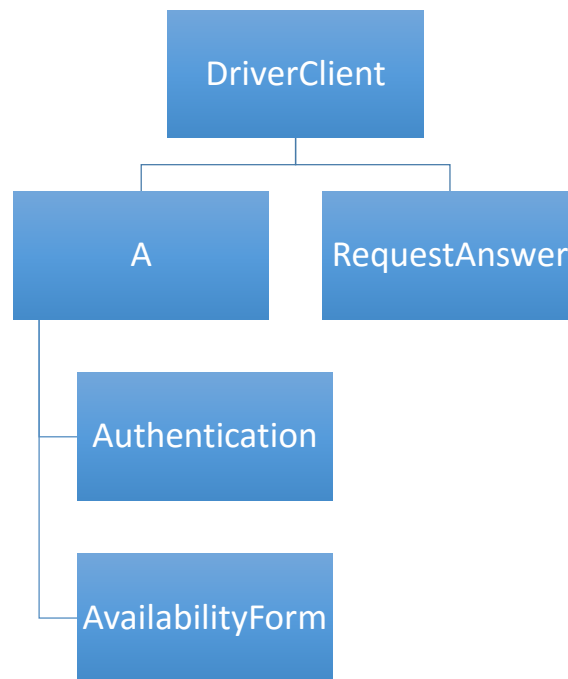 DriverClient
A
RequestAnswer
Authentication
AvailabilityForm